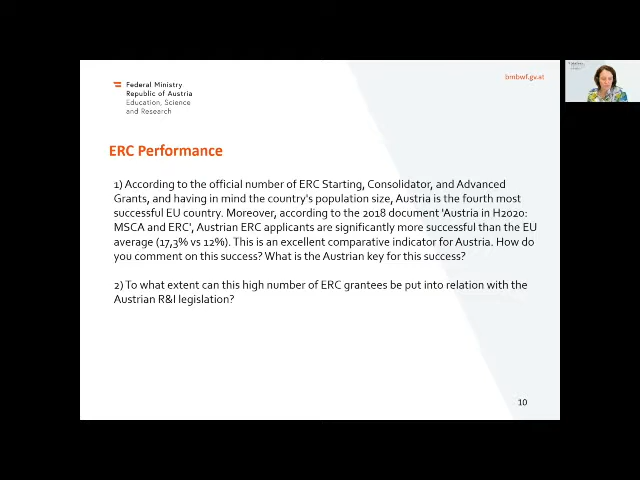 bmbwf.gv.at
Federal Ministry
Republic of Austria
Education, Science
and Research
ERC Performance
1) According to the official number of ERC Starting, Consolidator, and Advanced
Grants, and having in mind the country's population size, Austria is the fourth most
successful EU country. Moreover, according to the 2018 document 'Austria in H2020:
MSCA and ERC', Austrian ERC applicants are significantly more successful than the EU
average (17,3% vs 12%). This is an excellent comparative indicator for Austria. How do
you comment on this success? What is the Austrian key for this success?
2) To what extent can this high number of ERC grantees be put into relation with the
Austrian R&I legislation?
10